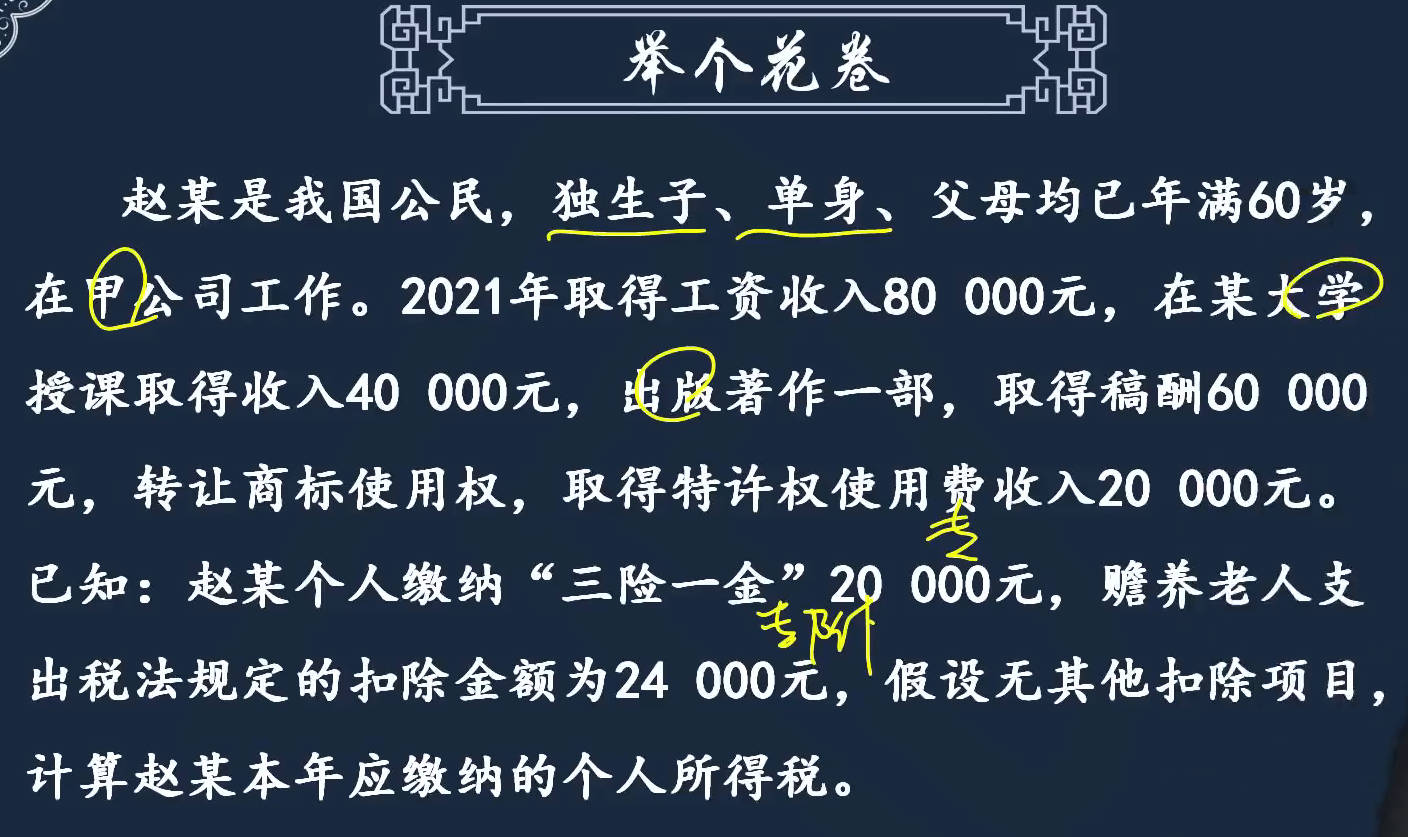 举个花卷
赵某是我国公民，独生子、单身、父母均已年满60岁，
在甲公司工作。2021年取得工资收入80 000元，在某大学
授课取得收入40 000元，出版著作一部，取得稿酬60 000
元，转让商标使用权，取得特许权使用费收入20 000元。
专
已知：赵某个人缴纳“三险一金”20 000元，赡养老人支
专附
出税法规定的扣除金额为24 000元，假设无其他扣除项目，
计算赵某本年应缴纳的个人所得税。